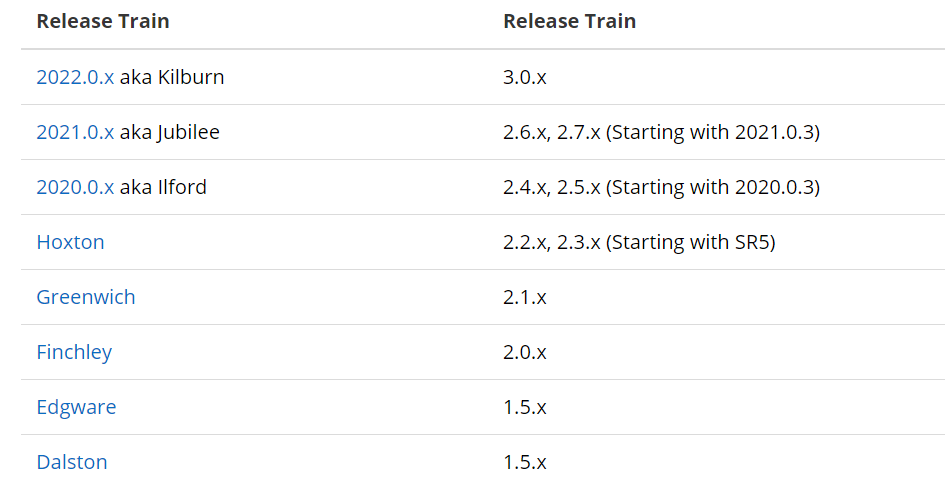 Release Train Release Train
2022.0.x aka Kilburn 3.0.x
2021.0.x aka Jubilee 2.6.x, 2.7.x (Starting with 2021.0.3)
2020.0.x aka Ilford 2.4.x, 2.5.x (Starting with 2020.0.3)
Hoxton 2.2.x, 2.3.x (Starting with SR5)
Greenwich 2.1.x
Finchley 2.0.x
Edgware 1.5.x
Dalston 1.5.x